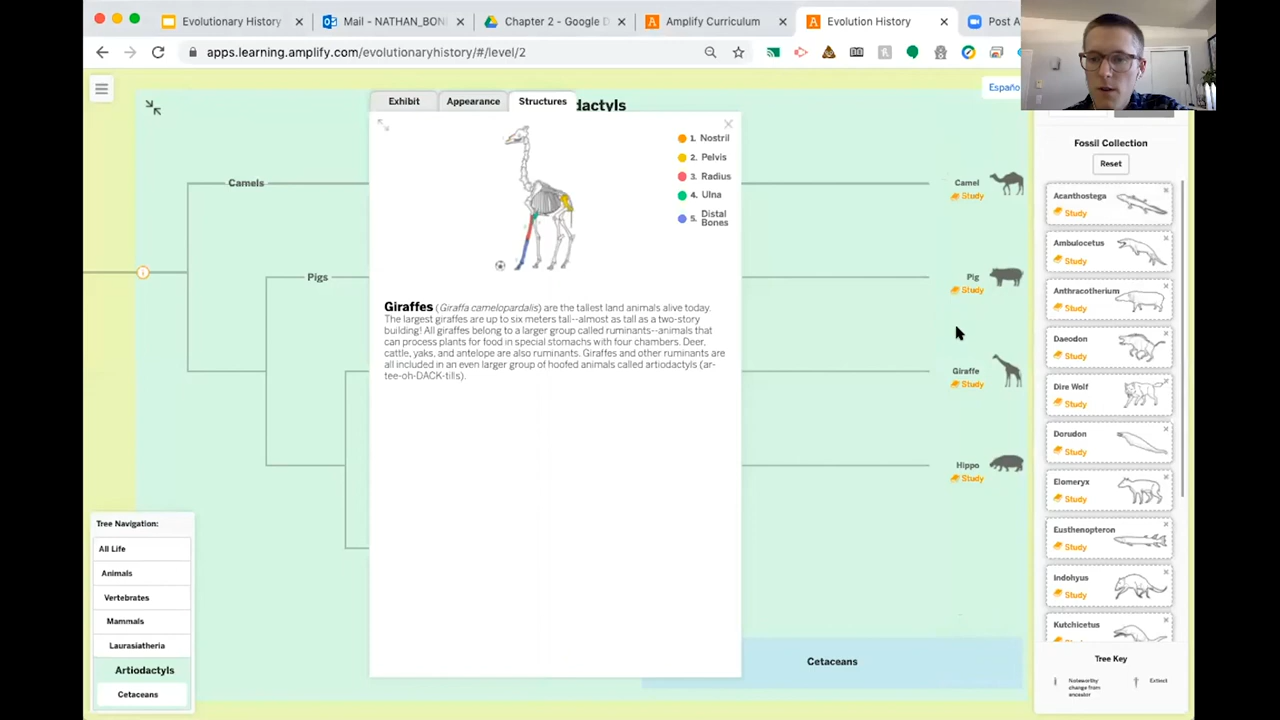 Evolutionary History
Mail – NATHAN_BON
Chapter 2 - Google D
Amplify Curriculum
Evolution History
Post A
apps.learning.amplify.com/evolutionaryhistory/#/level/2
Exhibit
Appearance
Structures
dactyls
Españo
1. Nostril
2. Pelvis
3. Radius
4. Ulna
5. Distal
Bones
Giraffes (Giraffa camelopardalis) are the tallest land animals alive today.
The largest giraffes are up to six meters tall--almost as tall as a two-story
building! All giraffes belong to a larger group called ruminants--animals that
can process plants for food in special stomachs with four chambers. Deer,
cattle, yaks, and antelope are also ruminants. Giraffes and other ruminants are
all included in an even larger group of hoofed animals called artiodactyls (ar-
tee-oh-DACK-tills).
Camels
Pigs
Camel
Study
Pig
Study
Giraffe
Study
Hippo
Study
Cetaceans
Tree Navigation:
All Life
Animals
Vertebrates
Mammals
Laurasiatheria
Artiodactyls
Cetaceans
Fossil Collection
Reset
Acanthostega
Study
Ambulocetus
Study
Anthracotherium
Study
Daeodon
Study
Dire Wolf
Study
Dorudon
Study
Elomeryx
Study
Eusthenopteron
Study
Indohyus
Study
Kutchicetus
Tree Key
Noteworthy
change from
ancestor
Extinct